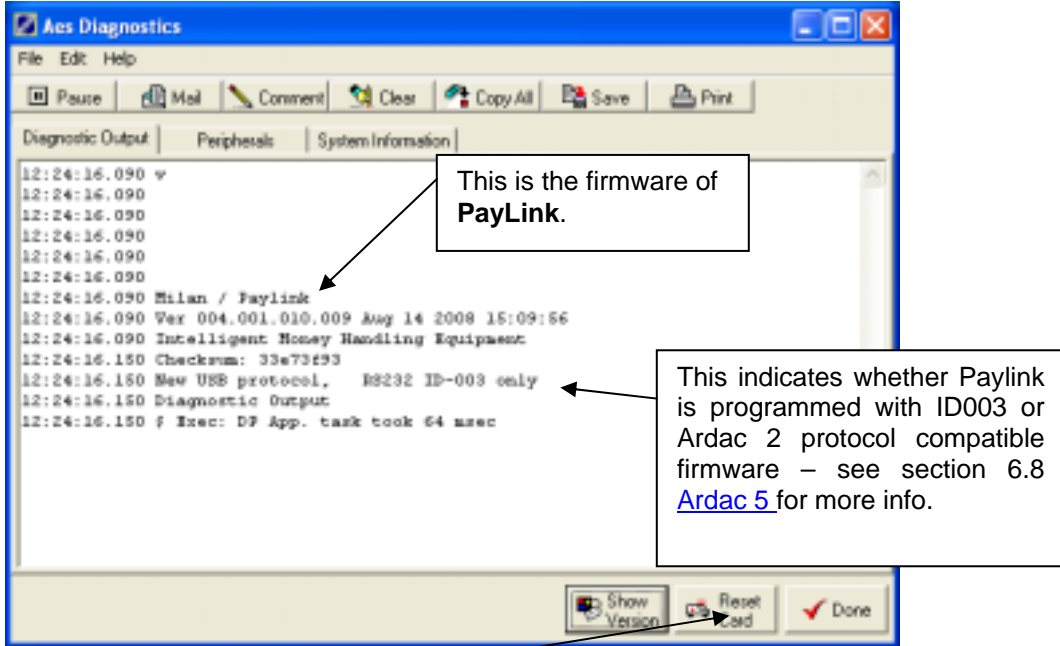 Aes Diagnostics
File Edit Help
Pause Mail Comment Clear Copy All Save Print
Diagnostic Output Peripherals System Information
12:24:16.090 v
12:24:16.090
12:24:16.090
12:24:16.090
12:24:16.090
12:24:16.090
12:24:16.090 Milan / Paylink
12:24:16.090 Ver 004.001.010.009 Aug 14 2008 15:09:56
12:24:16.090 Intelligent Money Handling Equipment
12:24:16.150 Checksum: 33e73f93
12:24:16.150 New USB protocol, RS232 ID-003 only
12:24:16.150 Diagnostic Output
12:24:16.150 Exec: DP App. task took 64 msec
This is the firmware of
PayLink.
This indicates whether Paylink
is programmed with ID003 or
Ardac 2 protocol compatible
firmware – see section 6.8
Ardac 5 for more info.
Show
Version
Reset
Card
Done